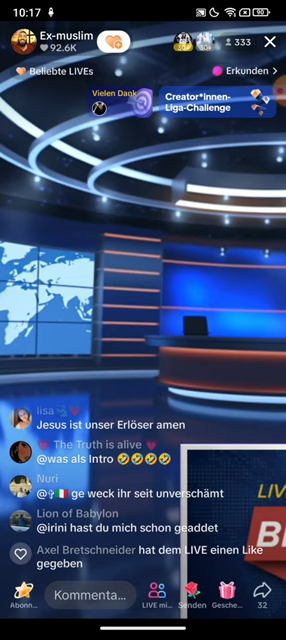 10:17
90
Ex-muslim
92.6K
333
Beliebte LIVEs
Erkunden >
Vielen Dank
Creator*innen-
Liga-Challenge
lisa
Jesus ist unser Erlöser amen
The Truth is alive
@was als Intro 🤣🤣🤣🤣
Nuri
@✞🇮🇹 ge weck ihr seit unverschämt
Lion of Babylon
@irini hast du mich schon geaddet
Axel Bretschneider hat dem LIVE einen Like
gegeben
LIV
B
Kommenta...
Abonn...
LIVE mi...
Senden
Gesche...
32